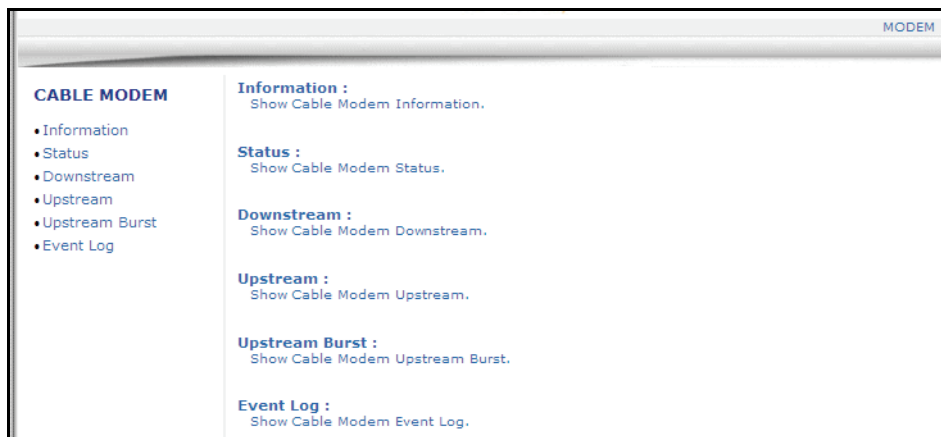 MODEM
CABLE MODEM
Information
Status
Downstream
Upstream
Upstream Burst
Event Log
Information :
Show Cable Modem Information.
Status :
Show Cable Modem Status.
Downstream :
Show Cable Modem Downstream.
Upstream :
Show Cable Modem Upstream.
Upstream Burst :
Show Cable Modem Upstream Burst.
Event Log :
Show Cable Modem Event Log.